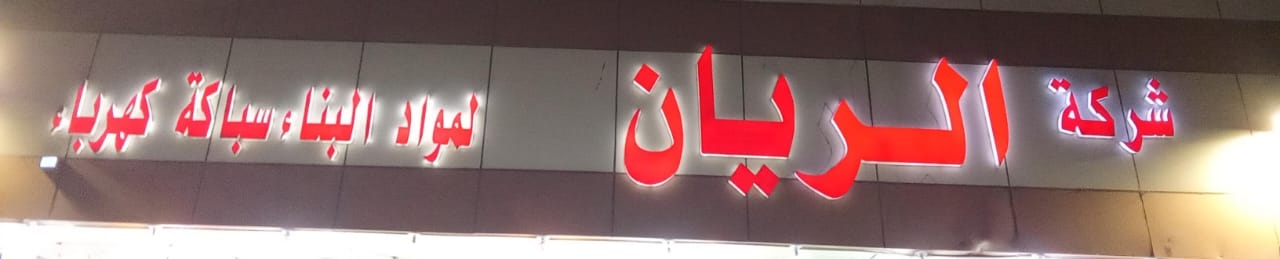 شركة الريان لمواد البناء سباكة كهرباء